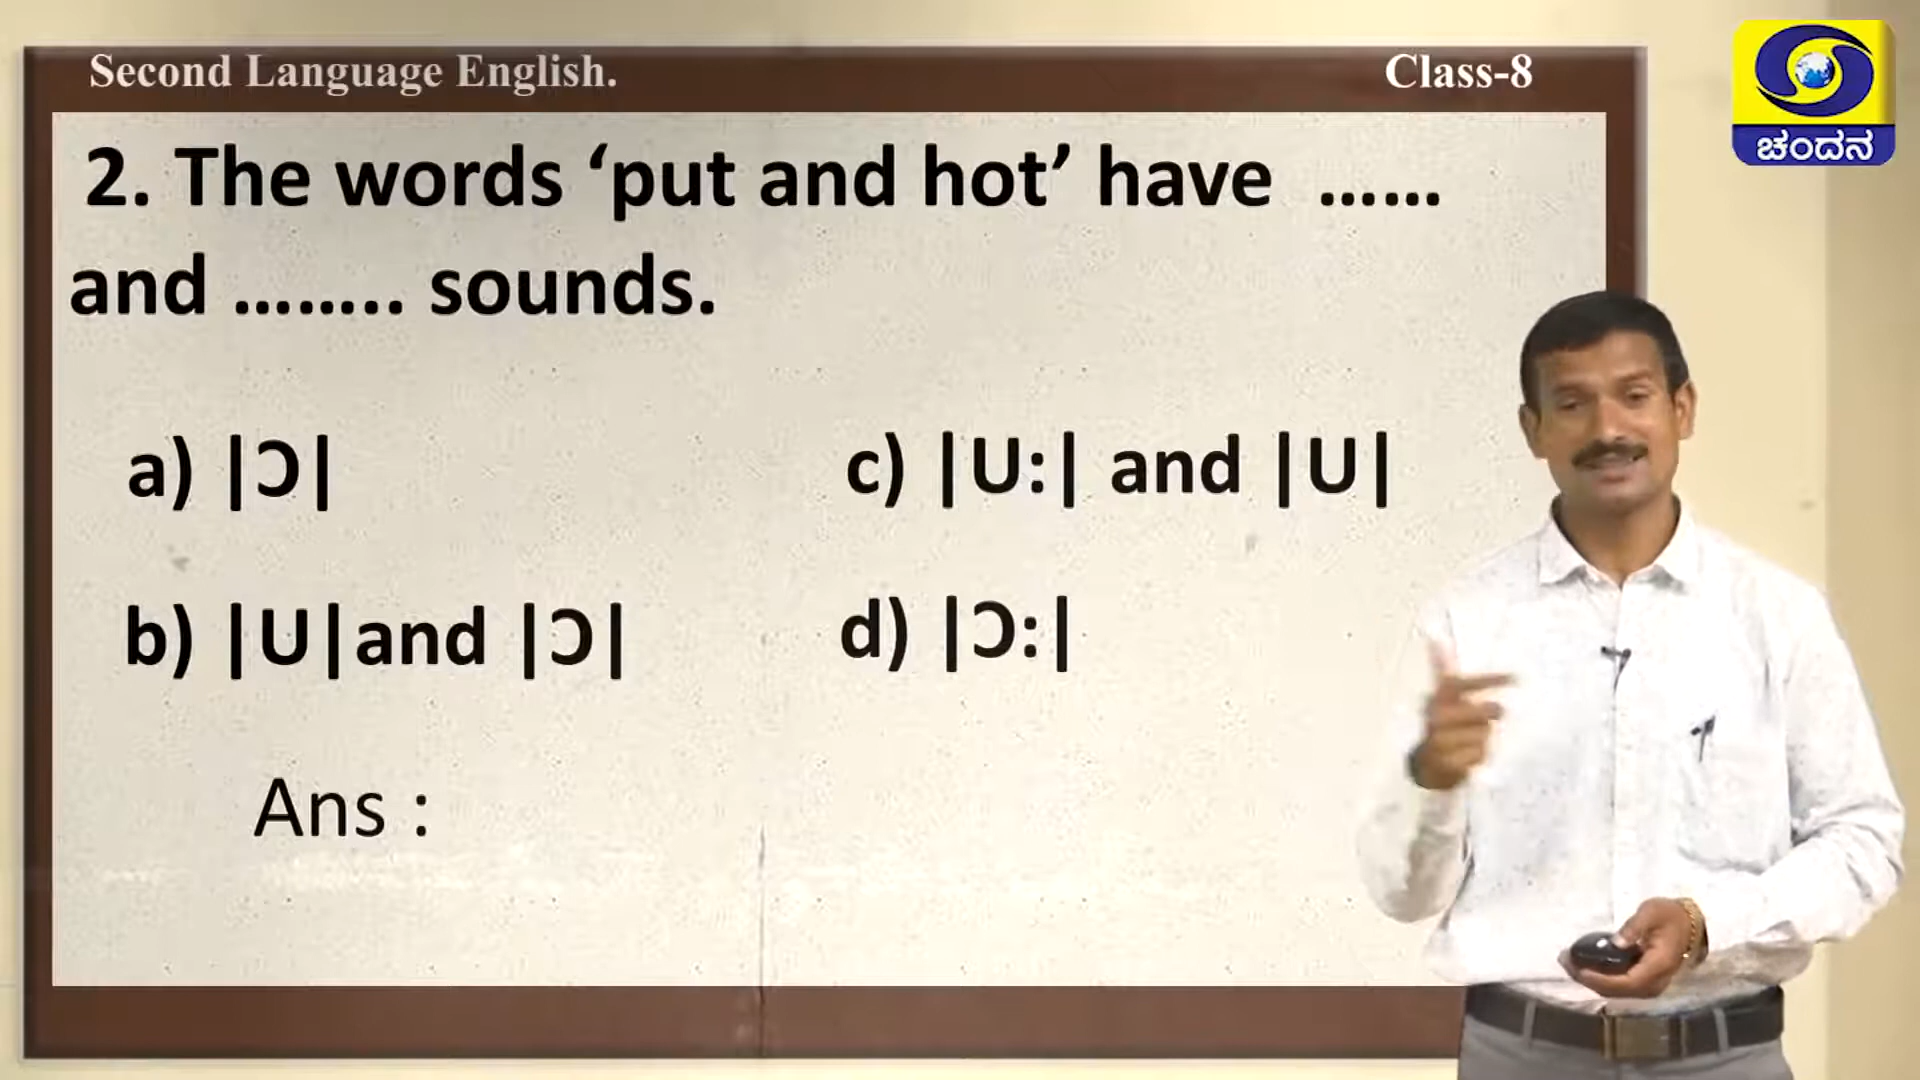 Second Language English.
Class-8
ಚಂದನ
2. The words ‘put and hot’ have ......
and ........ sounds.
a) |Ɔ|
c) |U:| and |U|
b) |U|and |Ɔ|
d) |Ɔ:|
Ans :